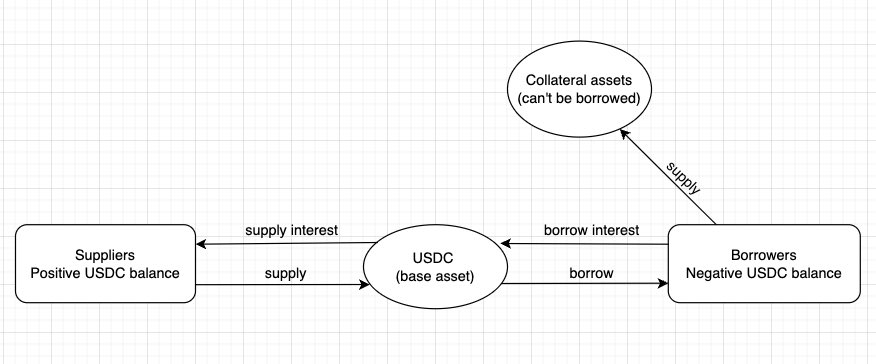 Collateral assets
(can't be borrowed)
supply
supply interest
borrow interest
Suppliers
Positive USDC balance
USDC
(base asset)
Borrowers
Negative USDC balance
supply
borrow